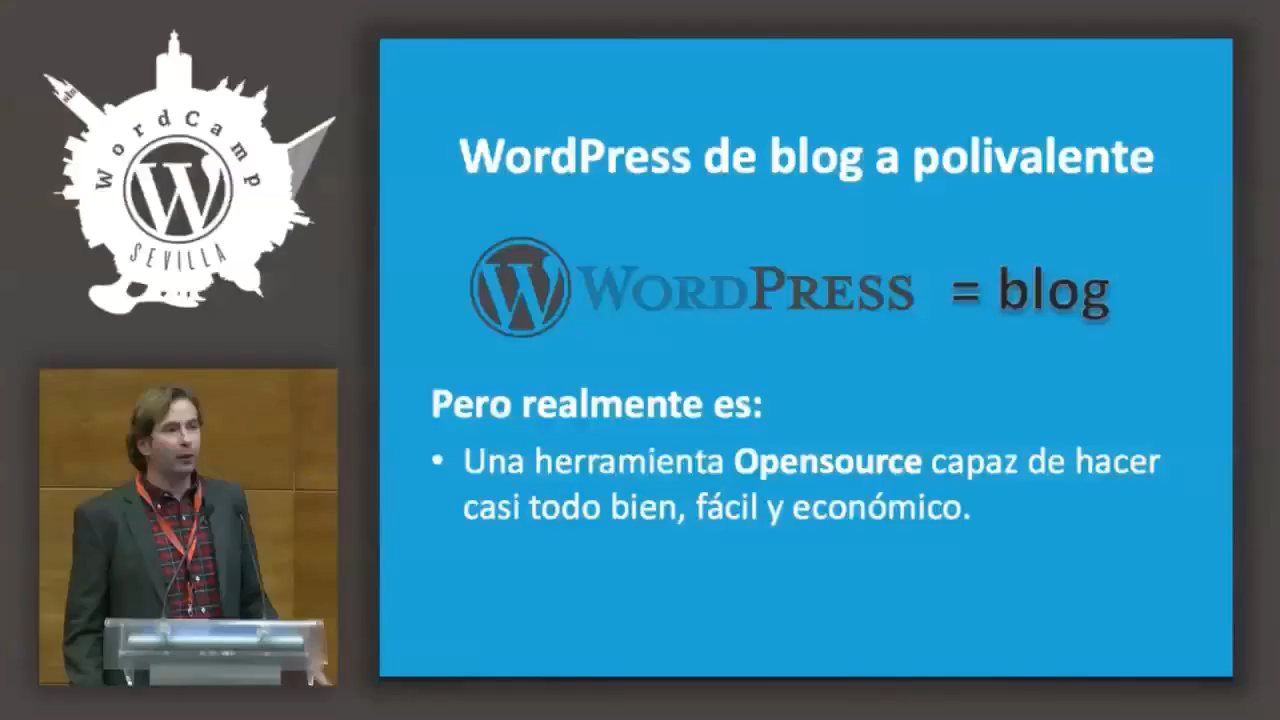 WordCamp
SEVILLA
WordPress de blog a polivalente
WORDPRESS = blog
Pero realmente es:
• Una herramienta Opensource capaz de hacer
casi todo bien, fácil y económico.